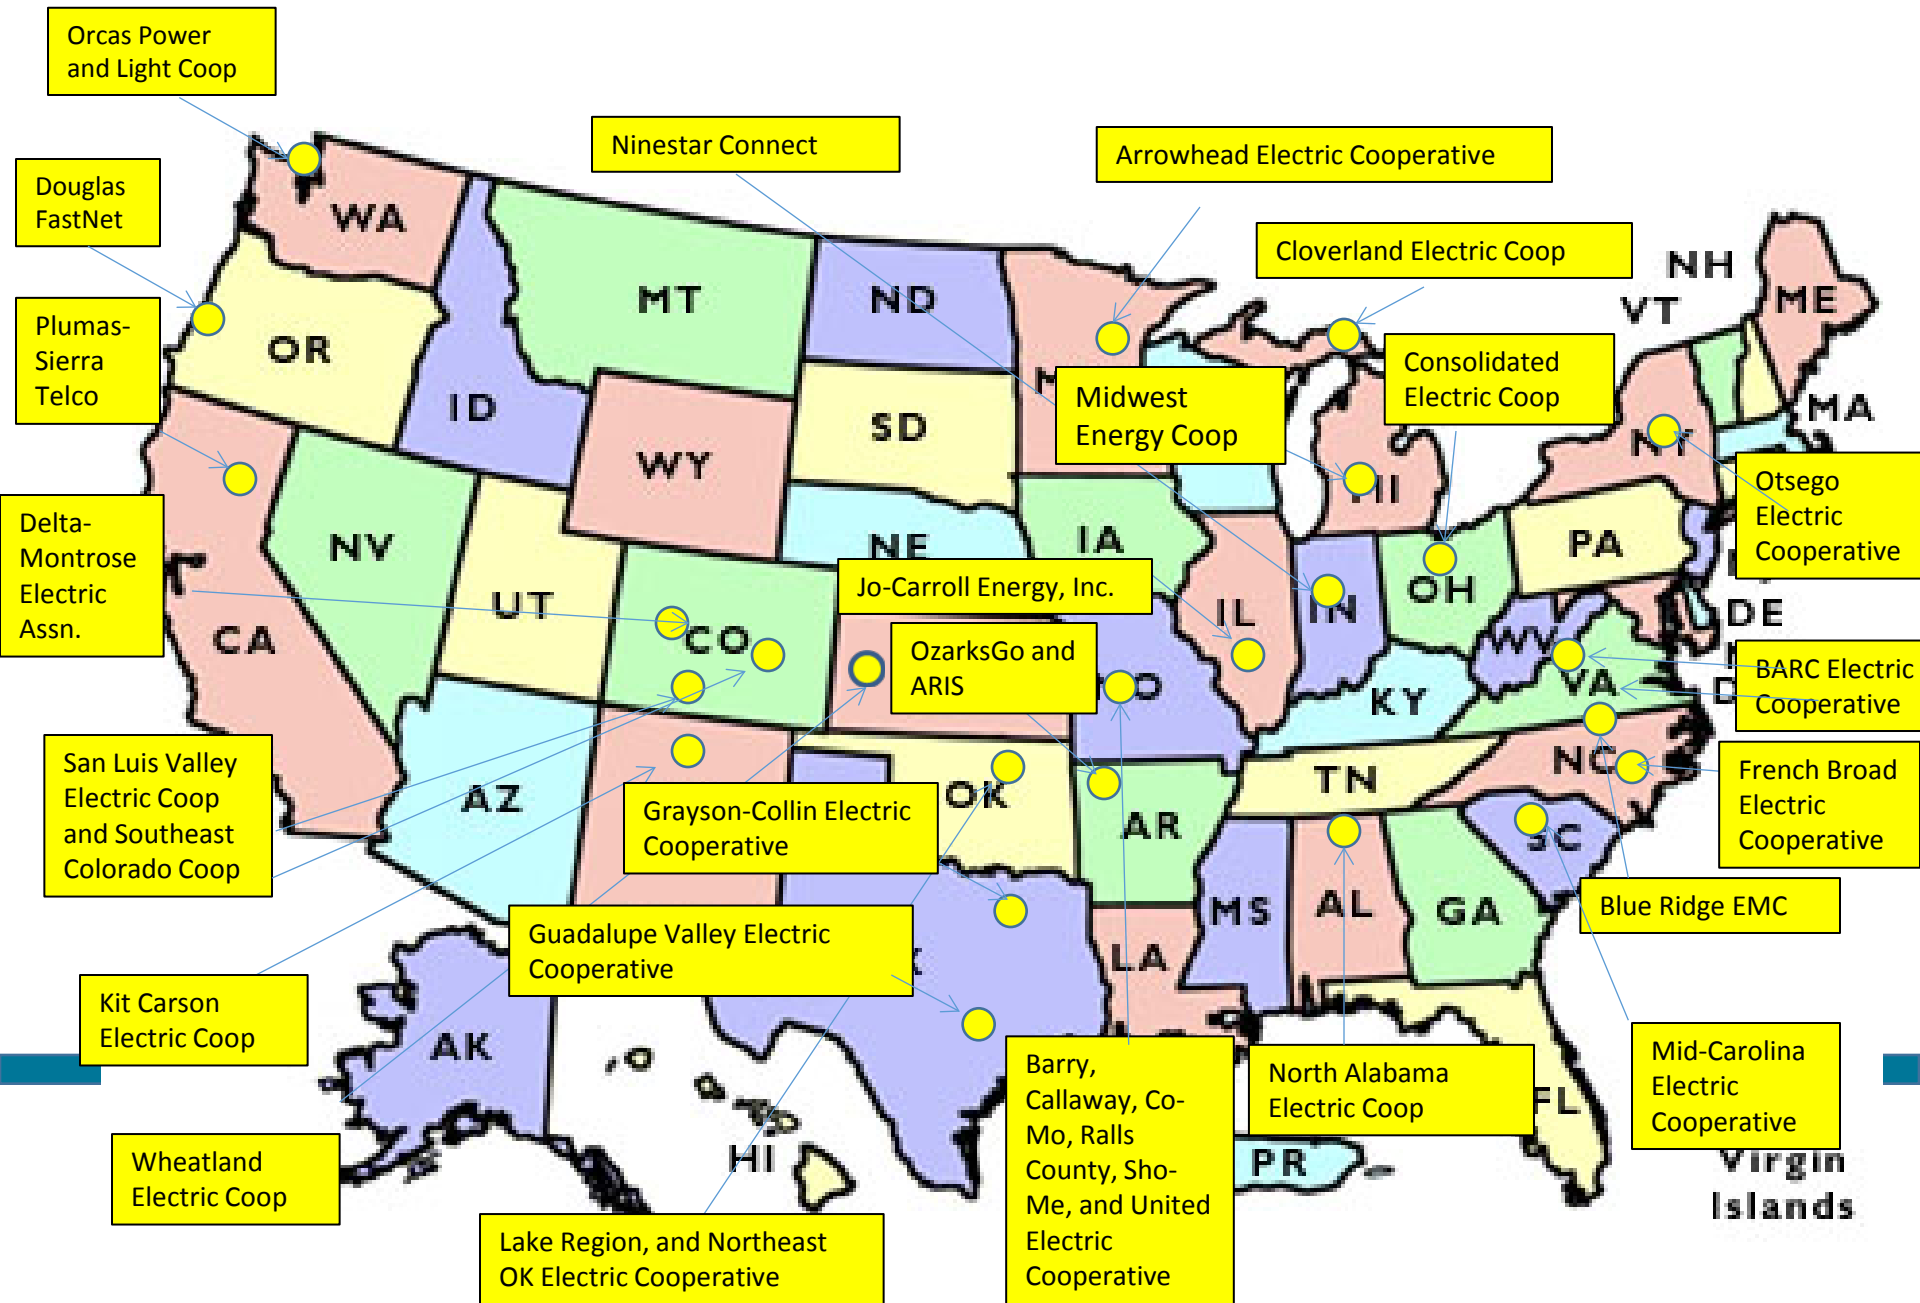 Orcas Power
and Light Coop
Ninestar Connect
Arrowhead Electric Cooperative
Douglas
FastNet
WA
Cloverland Electric Coop
NH
VT
ME
Plumas-
Sierra
Telco
MT
ND
OR
Consolidated
Electric Coop
ID
SD
Midwest
Energy Coop
MA
NY
WY
Otsego
Electric
Cooperative
Delta-
Montrose
Electric
Assn.
NV
NE
IA
PA
UT
Jo-Carroll Energy, Inc.
IL
IN
OH
DE
CA
CO
OzarksGo and
ARIS
WV
VA
BARC Electric
Cooperative
KY
San Luis Valley
Electric Coop
and Southeast
Colorado Coop
AZ
Grayson-Collin Electric
Cooperative
OK
TN
NC
French Broad
Electric
Cooperative
AR
SC
MS
AL
GA
Blue Ridge EMC
Guadalupe Valley Electric
Cooperative
LA
Kit Carson
Electric Coop
AK
Barry,
Callaway, Co-
Mo, Ralls
County, Sho-
Me, and United
Electric
Cooperative
North Alabama
Electric Coop
FL
Mid-Carolina
Electric
Cooperative
Wheatland
Electric Coop
HI
PR
Virgin
Islands
Lake Region, and Northeast
OK Electric Cooperative